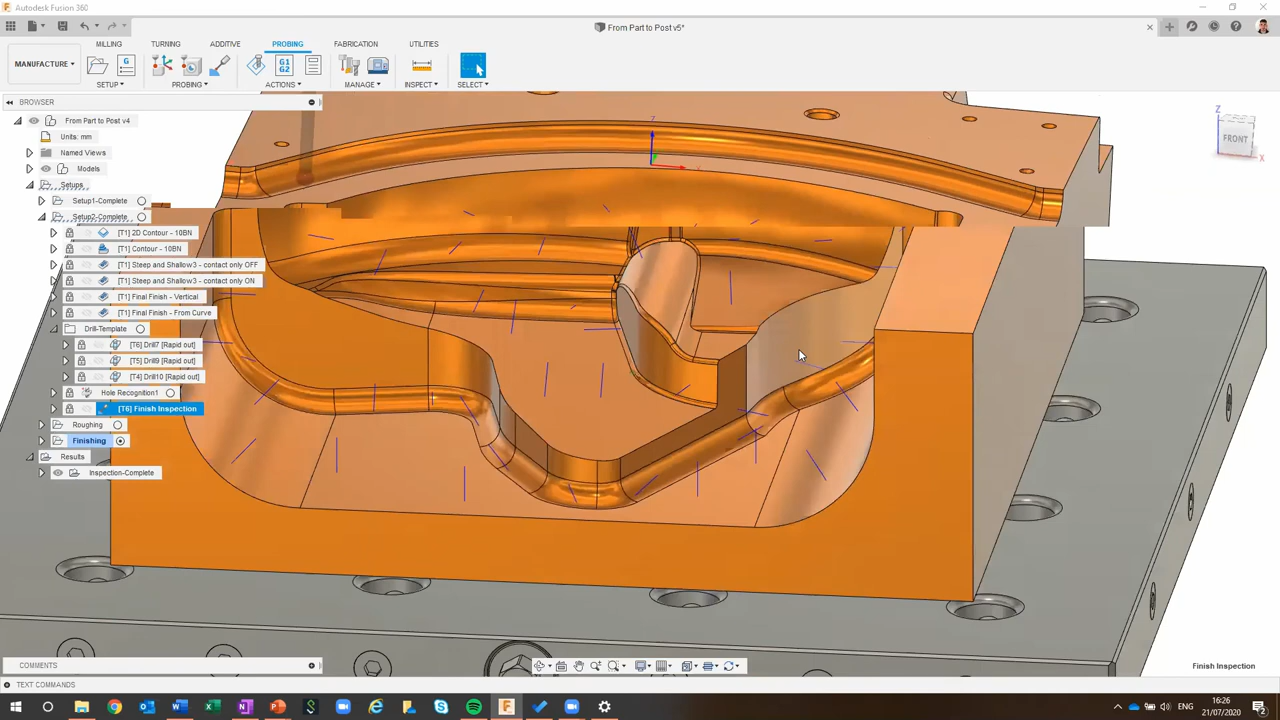 Autodesk Fusion 360
From Part to Post v5*
MANUFACTURE
MILLING
TURNING
ADDITIVE
PROBING
FABRICATION
UTILITIES
SETUP
PROBING
ACTIONS
MANAGE
INSPECT
SELECT
G
G1
G2
BROWSER
From Part to Post v4
Units: mm
Named Views
Models
Setups
Setup1-Complete
Setup2-Complete
[T1] 2D Contour - 10BN
[T1] Contour - 10BN
[T1] Steep and Shallow3 - contact only OFF
[T1] Steep and Shallow3 - contact only ON
[T1] Final Finish - Vertical
[T1] Final Finish - From Curve
Drill-Template
[T6] Drill7 [Rapid out]
[T5] Drill9 [Rapid out]
[T4] Drill10 [Rapid out]
Hole Recognition1
[T6] Finish Inspection
Roughing
Finishing
Results
Inspection-Complete
Z
X
Z
FRONT
X
COMMENTS
Finish Inspection
TEXT COMMANDS
ENG
16:26
21/07/2020
2